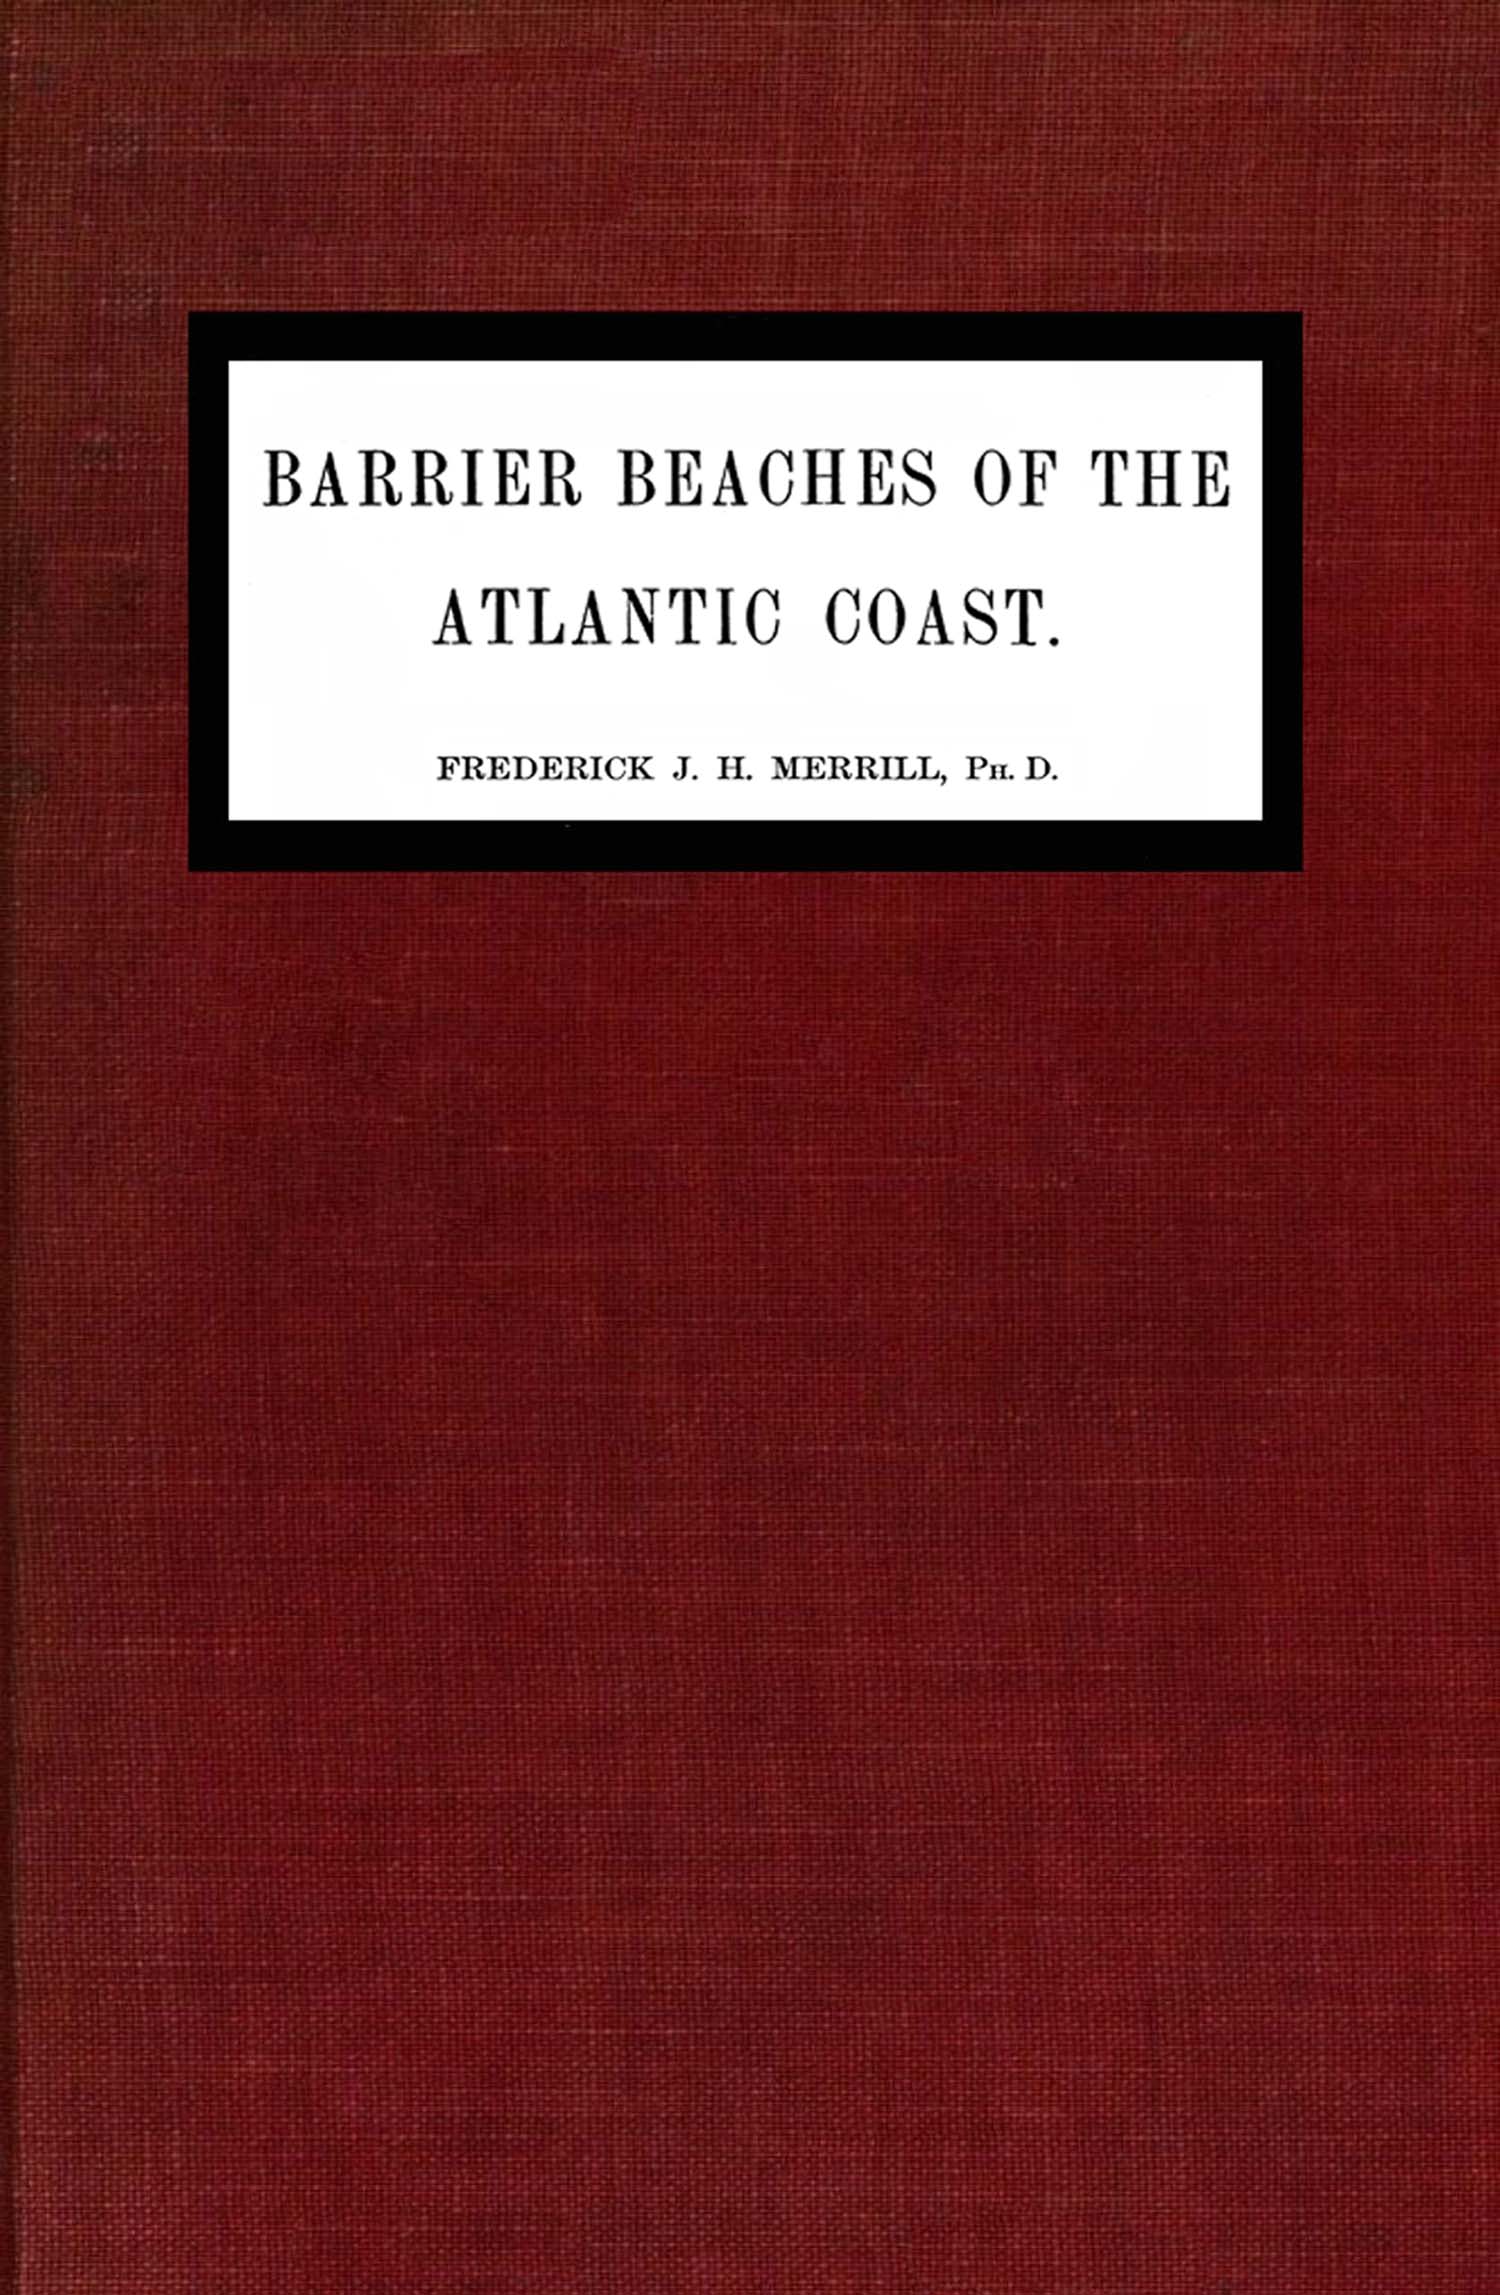 BARRIER BEACHES OF THE
ATLANTIC COAST.
FREDERICK J. H. MERRILL, PH. D.